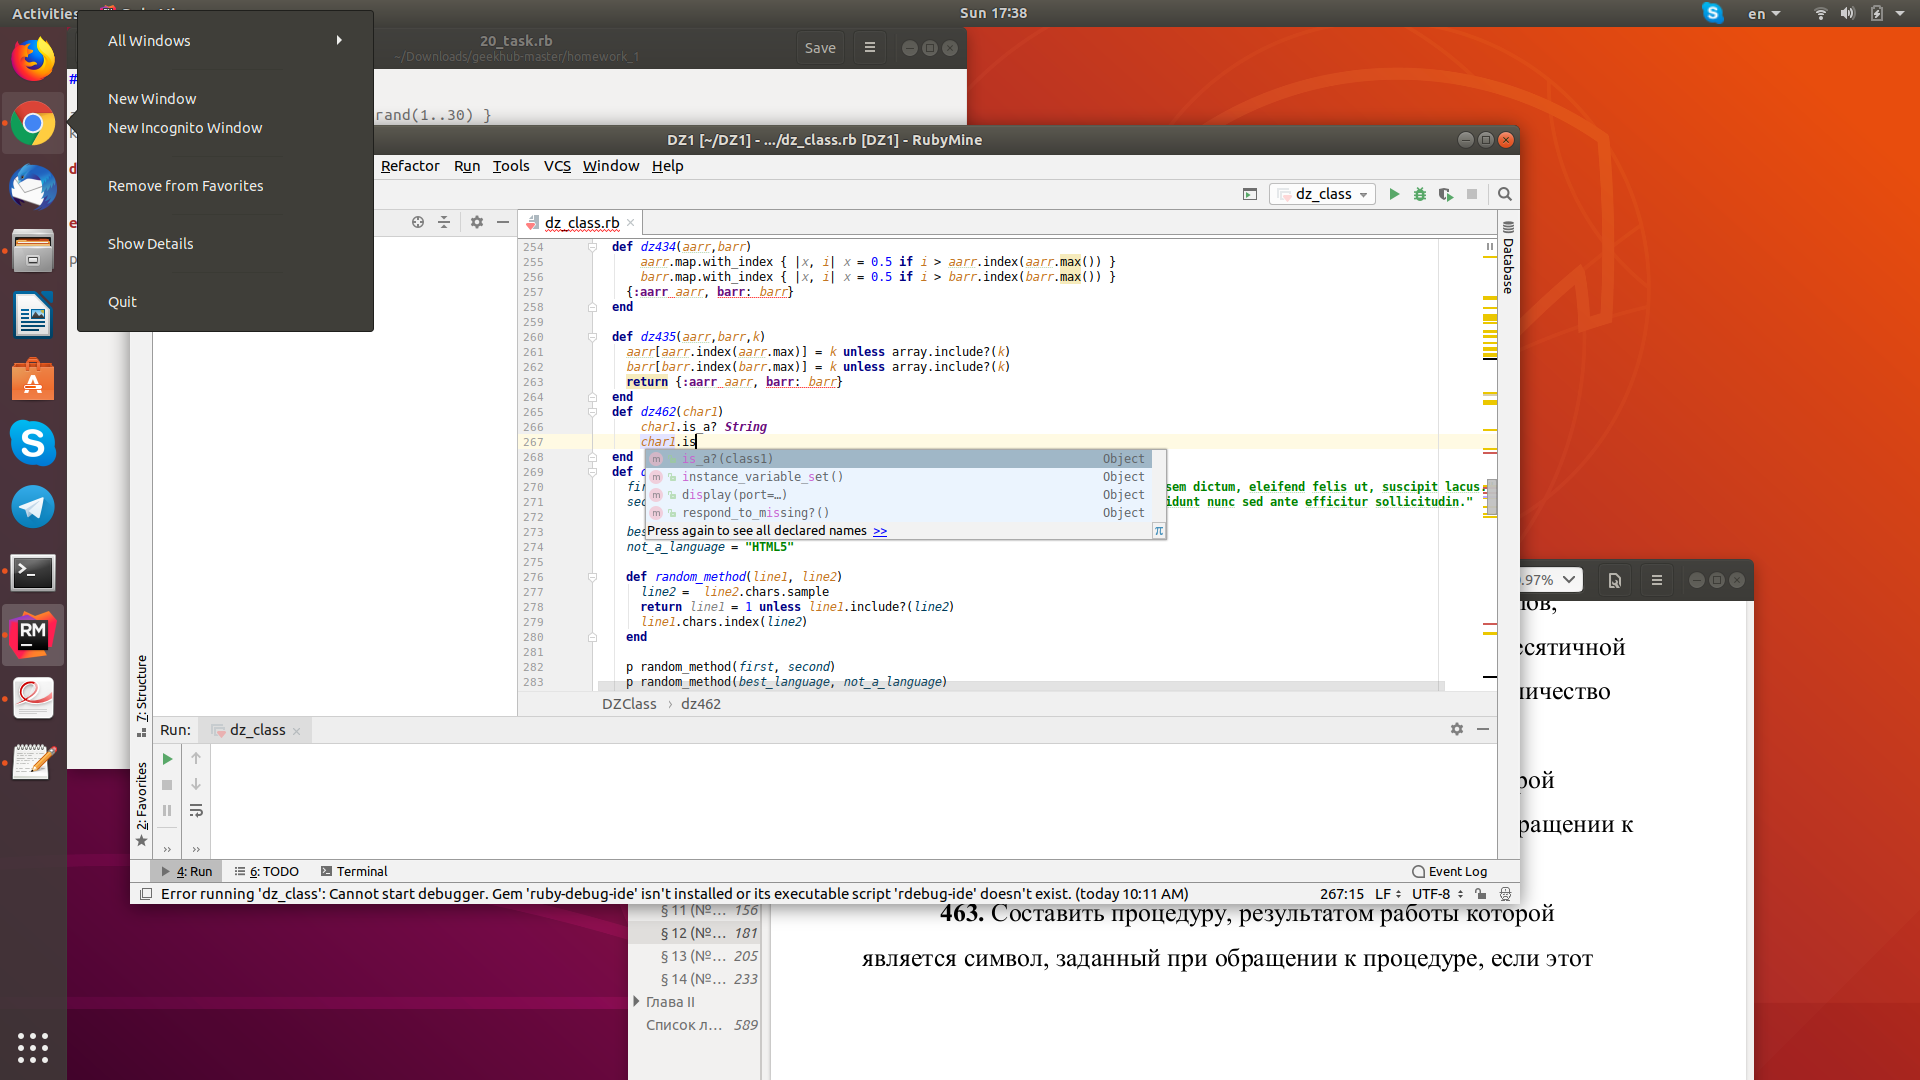 Activities
Sun 17:38
en
All Windows
New Window
New Incognito Window
Remove from Favorites
Show Details
Quit
20_task.rb
~/Downloads/geekhub-master/homework_1
Save
#
rand(1..30) }
DZ1 [~/DZ1] - .../dz_class.rb [DZ1] - RubyMine
Refactor Run Tools VCS Window Help
dz_class
dz_class.rb
Database
254 def dz434(aarr,barr)
255 aarr.map.with_index { |x, i| x = 0.5 if i > aarr.index(aarr.max()) }
256 barr.map.with_index { |x, i| x = 0.5 if i > barr.index(barr.max()) }
257 {:aarr aarr, barr: barr}
258 end
259
260 def dz435(aarr,barr,k)
261 aarr[aarr.index(aarr.max)] = k unless array.include?(k)
262 barr[barr.index(barr.max)] = k unless array.include?(k)
263 return {:aarr aarr, barr: barr}
264 end
265 def dz462(char1)
266 char1.is_a? String
267 char1.is
268 end
is_a?(class1) Object
269 def
instance_variable_set() Object
270
display(port=…) Object
sem dictum, eleifend felis ut, suscipit lacus
271
respond_to_missing?() Object
idunt nunc sed ante efficitur sollicitudin."
272
Press again to see all declared names >>
π
273
274 not_a_language = "HTML5"
275
276 def random_method(line1, line2)
277 line2 = line2.chars.sample
278 return line1 = 1 unless line1.include?(line2)
279 line1.chars.index(line2)
280 end
281
282 p random_method(first, second)
283 p random_method(best_language, not_a_language)
DZClass › dz462
7: Structure
2: Favorites
Run: dz_class
4: Run 6: TODO Terminal
Event Log
Error running 'dz_class': Cannot start debugger. Gem 'ruby-debug-ide' isn't installed or its executable script 'rdebug-ide' doesn't exist. (today 10:11 AM)
267:15 LF UTF-8
RM
.97%
§ 11 (№… 156
§ 12 (№… 181
§ 13 (№… 205
§ 14 (№… 233
Глава II
Список л… 589
463. Составить процедуру, результатом работы которой
является символ, заданный при обращении к процедуре, если этот